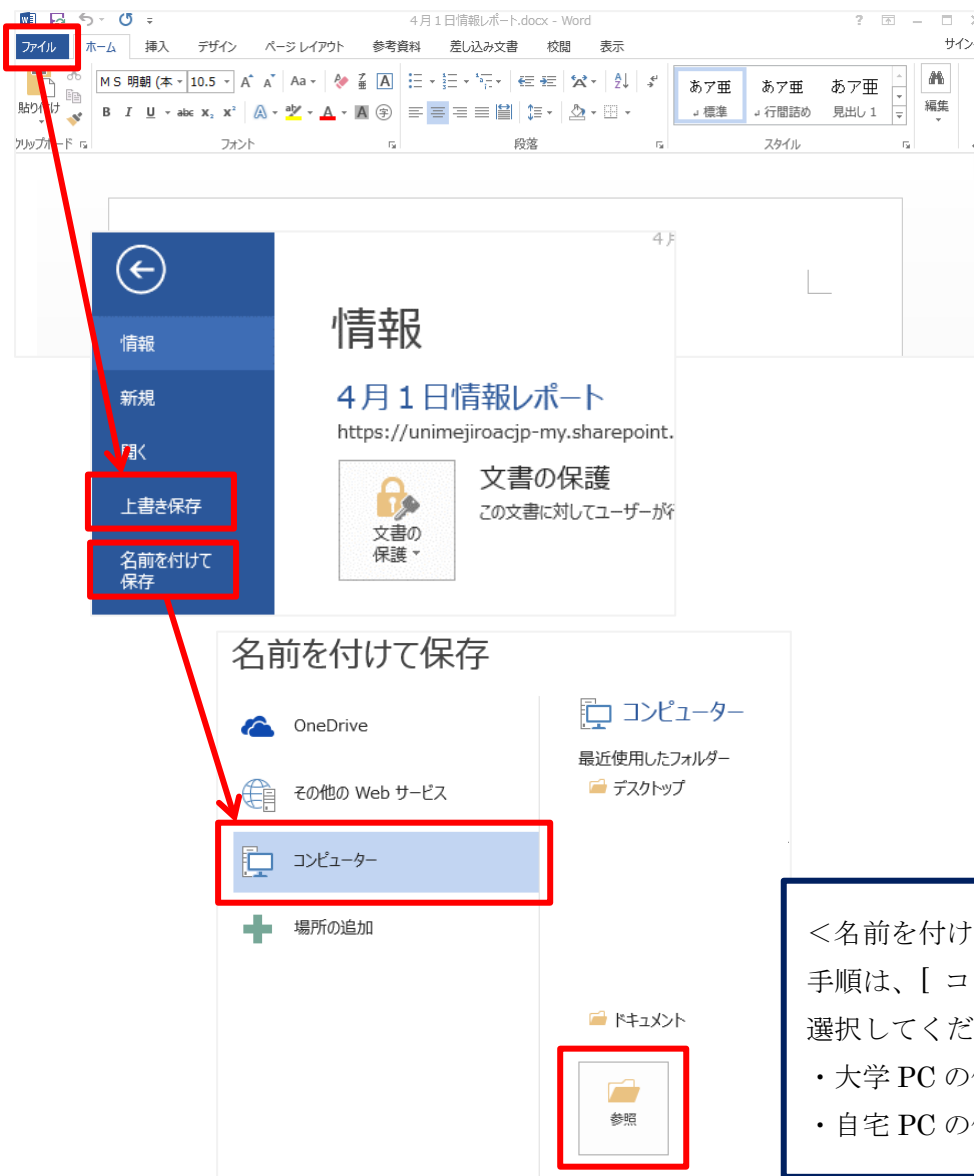 4月1日情報レポート.docx - Word
ファイル ホーム 挿入 デザイン ページ レイアウト 参考資料 差し込み文書 校閲 表示 サイン
ＭＳ 明朝 (本 10.5 Aa
貼り付け
B I U abc x₂ x² A A A 字
クリップボード フォント 段落 スタイル
あア亜 あア亜 あア亜
標準 行間詰め 見出し 1
編集
情報
新規
開く
上書き保存
名前を付けて
保存
情報
４月１日情報レポート
https://unimejiroacjp-my.sharepoint.
文書の
保護
文書の保護
この文書に対してユーザーが
名前を付けて保存
OneDrive
その他の Web サービス
コンピューター
場所の追加
コンピューター
最近使用したフォルダー
デスクトップ
ドキュメント
参照
＜名前を付け
手順は、[ コ
選択してくだ
・大学 PC の
・自宅 PC の